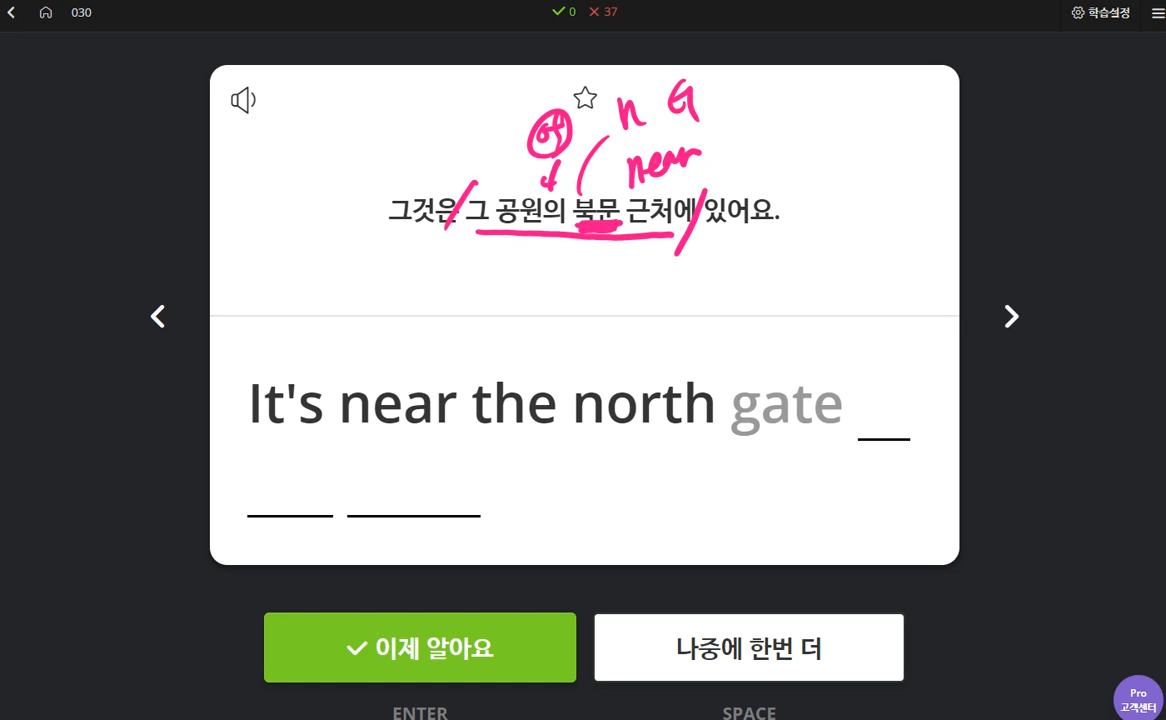 030
0
37
학습설정
of
n
near
그것은 그 공원의 북문 근처에 있어요.
It's near the north gate
이제 알아요
나중에 한번 더
ENTER
SPACE
Pro
고객센터